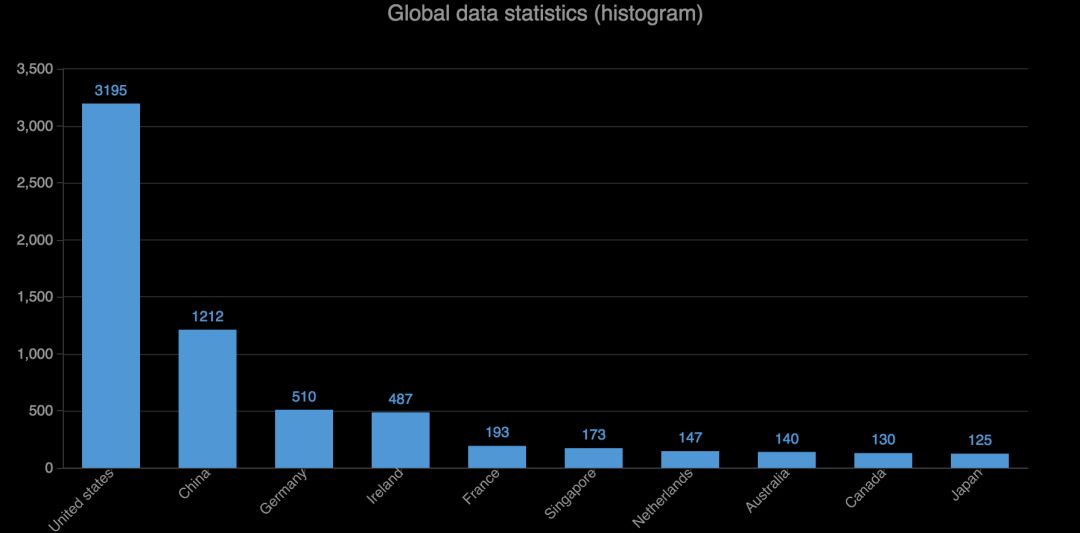 Global data statistics (histogram)
3,500
3,000
2,500
2,000
1,500
1,000
500
0
3195
1212
510
487
193
173
147
140
130
125
United states
China
Germany
Ireland
France
Singapore
Netherlands
Australia
Canada
Japan